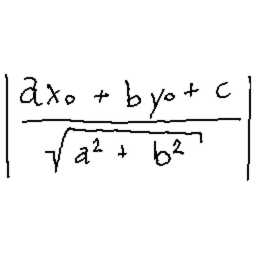 |(ax₀ + by₀ + c) / √(a² + b²)|